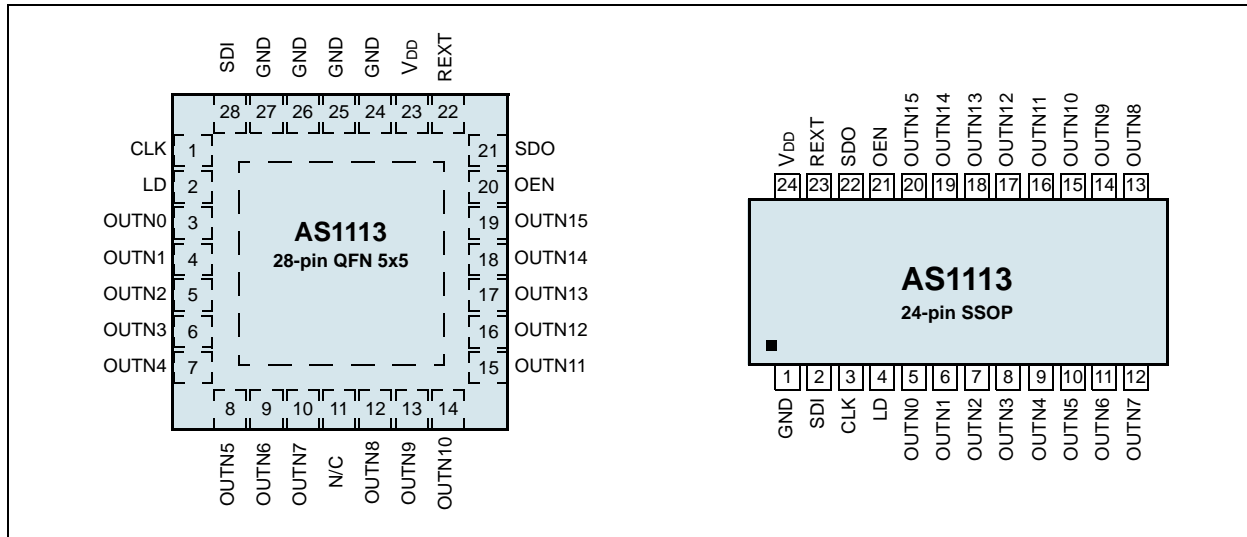 SDI GND GND GND GND VDD REXT
28 27 26 25 24 23 22
CLK 1
LD 2
OUTN0 3
OUTN1 4
OUTN2 5
OUTN3 6
OUTN4 7
AS1113
28-pin QFN 5x5
21 SDO
20 OEN
19 OUTN15
18 OUTN14
17 OUTN13
16 OUTN12
15 OUTN11
8 9 10 11 12 13 14
OUTN5 OUTN6 OUTN7 N/C OUTN8 OUTN9 OUTN10
VDD REXT SDO OEN OUTN15 OUTN14 OUTN13 OUTN12 OUTN11 OUTN10 OUTN9 OUTN8
24 23 22 21 20 19 18 17 16 15 14 13
AS1113
24-pin SSOP
1 2 3 4 5 6 7 8 9 10 11 12
GND SDI CLK LD OUTN0 OUTN1 OUTN2 OUTN3 OUTN4 OUTN5 OUTN6 OUTN7